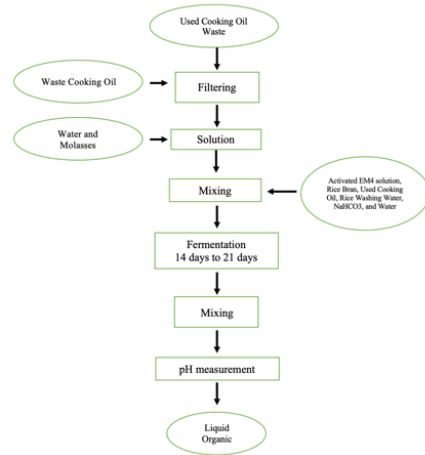 Used Cooking Oil
Waste
Waste Cooking Oil
Filtering
Water and
Molasses
Solution
Mixing
Activated EM4 solution,
Rice Bran, Used Cooking
Oil, Rice Washing Water,
NaHCO3, and Water
Fermentation
14 days to 21 days
Mixing
pH measurement
Liquid
Organic